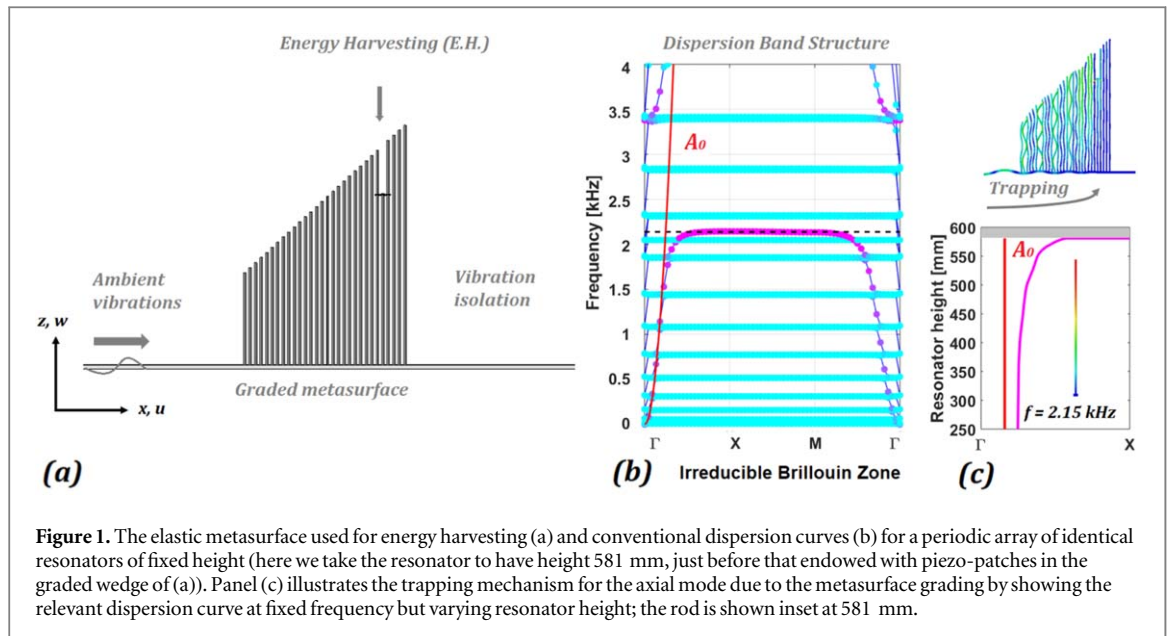 Energy Harvesting (E.H.)
Ambient
vibrations
Vibration
isolation
z, w
Graded metasurface
x, u
(a)
Dispersion Band Structure
4
3.5
3
2.5
2
1.5
1
0.5
0
Frequency [kHz]
A0
Γ X M Γ
(b) Irreducible Brillouin Zone
Trapping
600
550
500
450
400
350
300
250
Resonator height [mm]
A0
f = 2.15 kHz
Γ X
(c)
Figure 1. The elastic metasurface used for energy harvesting (a) and conventional dispersion curves (b) for a periodic array of identical
resonators of fixed height (here we take the resonator to have height 581 mm, just before that endowed with piezo-patches in the
graded wedge of (a)). Panel (c) illustrates the trapping mechanism for the axial mode due to the metasurface grading by showing the
relevant dispersion curve at fixed frequency but varying resonator height; the rod is shown inset at 581 mm.